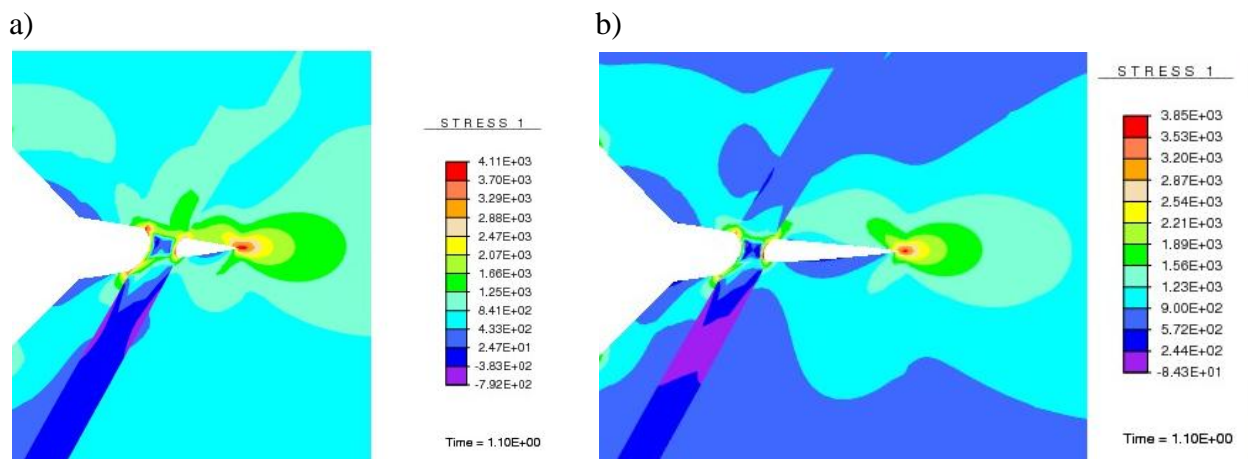 a)
b)
STRESS 1
4.11E+03
3.70E+03
3.29E+03
2.88E+03
2.47E+03
2.07E+03
1.66E+03
1.25E+03
8.41E+02
4.33E+02
2.47E+01
-3.83E+02
-7.92E+02
Time = 1.10E+00
STRESS 1
3.85E+03
3.53E+03
3.20E+03
2.87E+03
2.54E+03
2.21E+03
1.89E+03
1.56E+03
1.23E+03
9.00E+02
5.72E+02
2.44E+02
-8.43E+01
Time = 1.10E+00